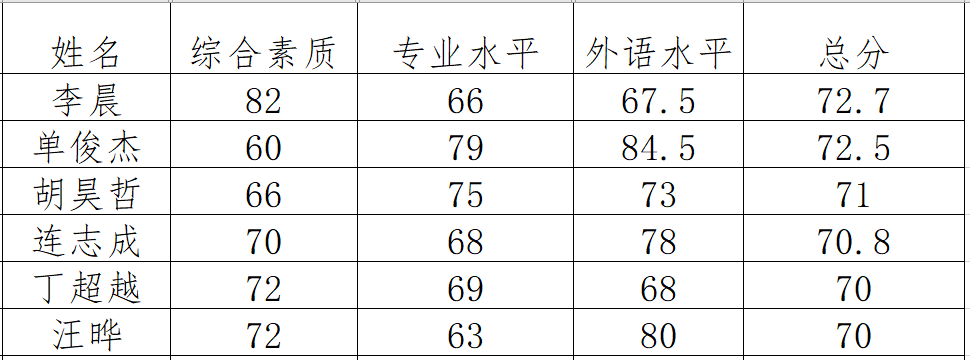 姓名 综合素质 专业水平 外语水平 总分
李晨 82 66 67.5 72.7
单俊杰 60 79 84.5 72.5
胡昊哲 66 75 73 71
连志成 70 68 78 70.8
丁超越 72 69 68 70
汪晔 72 63 80 70